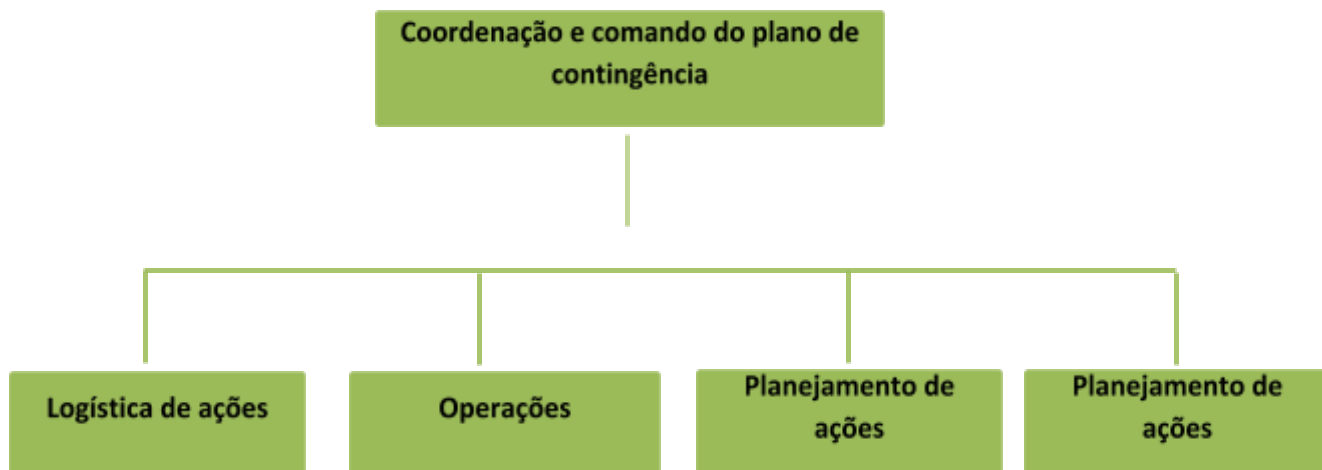 Coordenação e comando do plano de
contingência
Logística de ações
Operações
Planejamento de
ações
Planejamento de
ações